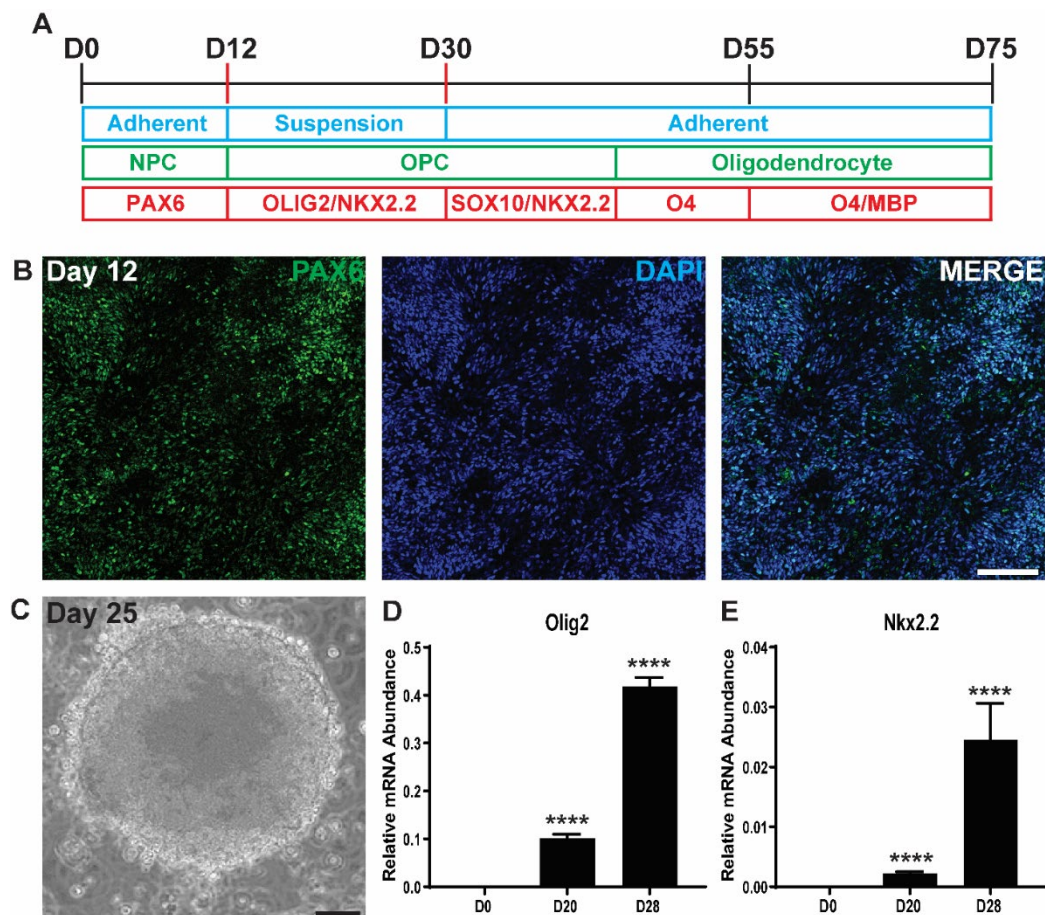 A
D0 D12 D30 D55 D75
Adherent Suspension Adherent
NPC OPC Oligodendrocyte
PAX6 OLIG2/NKX2.2 SOX10/NKX2.2 O4 O4/MBP
B Day 12 PAX6 DAPI MERGE
C Day 25
D Olig2
Relative mRNA Abundance
0.5
0.4
0.3
0.2
0.1
0.0
**** ****
D0 D20 D28
E Nkx2.2
Relative mRNA Abundance
0.04
0.03
0.02
0.01
0.00
**** ****
D0 D20 D28